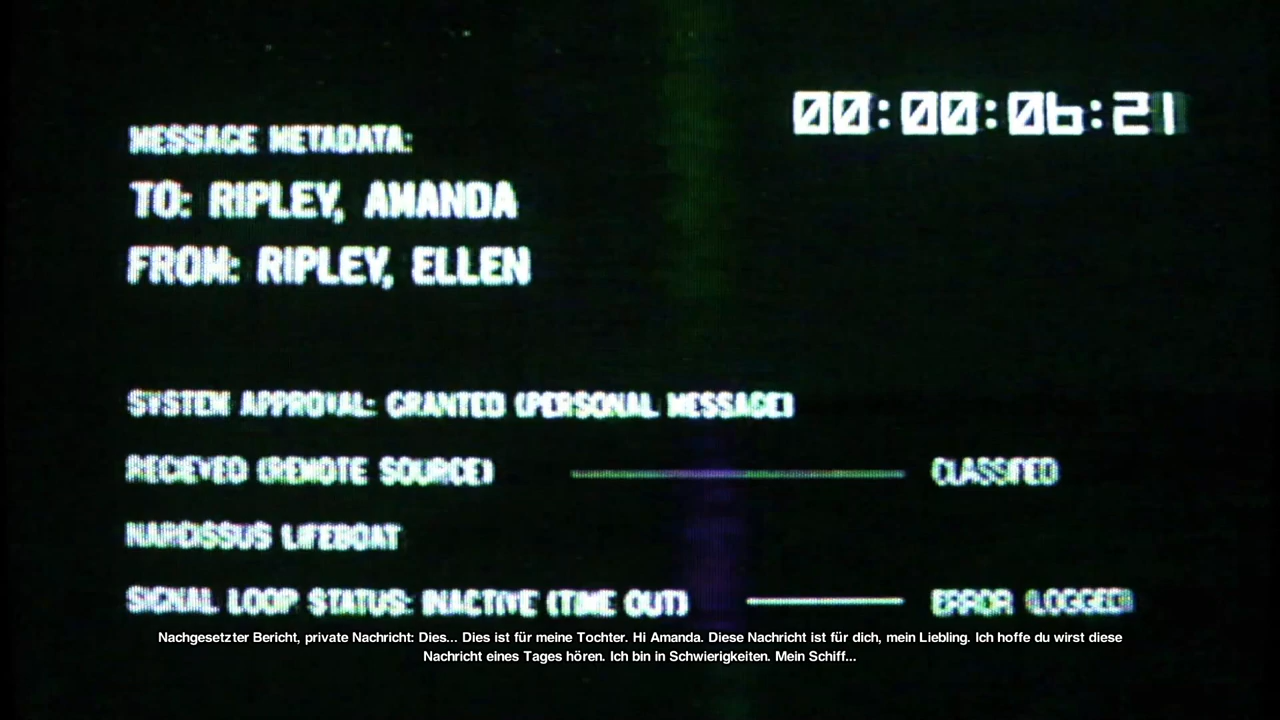 00:00:06:21
MESSAGE METADATA:
TO: RIPLEY, AMANDA
FROM: RIPLEY, ELLEN
SYSTEM APPROVAL: GRANTED (PERSONAL MESSAGE)
RECIEVED (REMOTE SOURCE) CLASSIFIED
NARCISSUS LIFEBOAT
SIGNAL LOOP STATUS: INACTIVE (TIME OUT) ERROR (LOGGED)
Nachgesetzter Bericht, private Nachricht: Dies... Dies ist für meine Tochter. Hi Amanda. Diese Nachricht ist für dich, mein Liebling. Ich hoffe du wirst diese
Nachricht eines Tages hören. Ich bin in Schwierigkeiten. Mein Schiff...